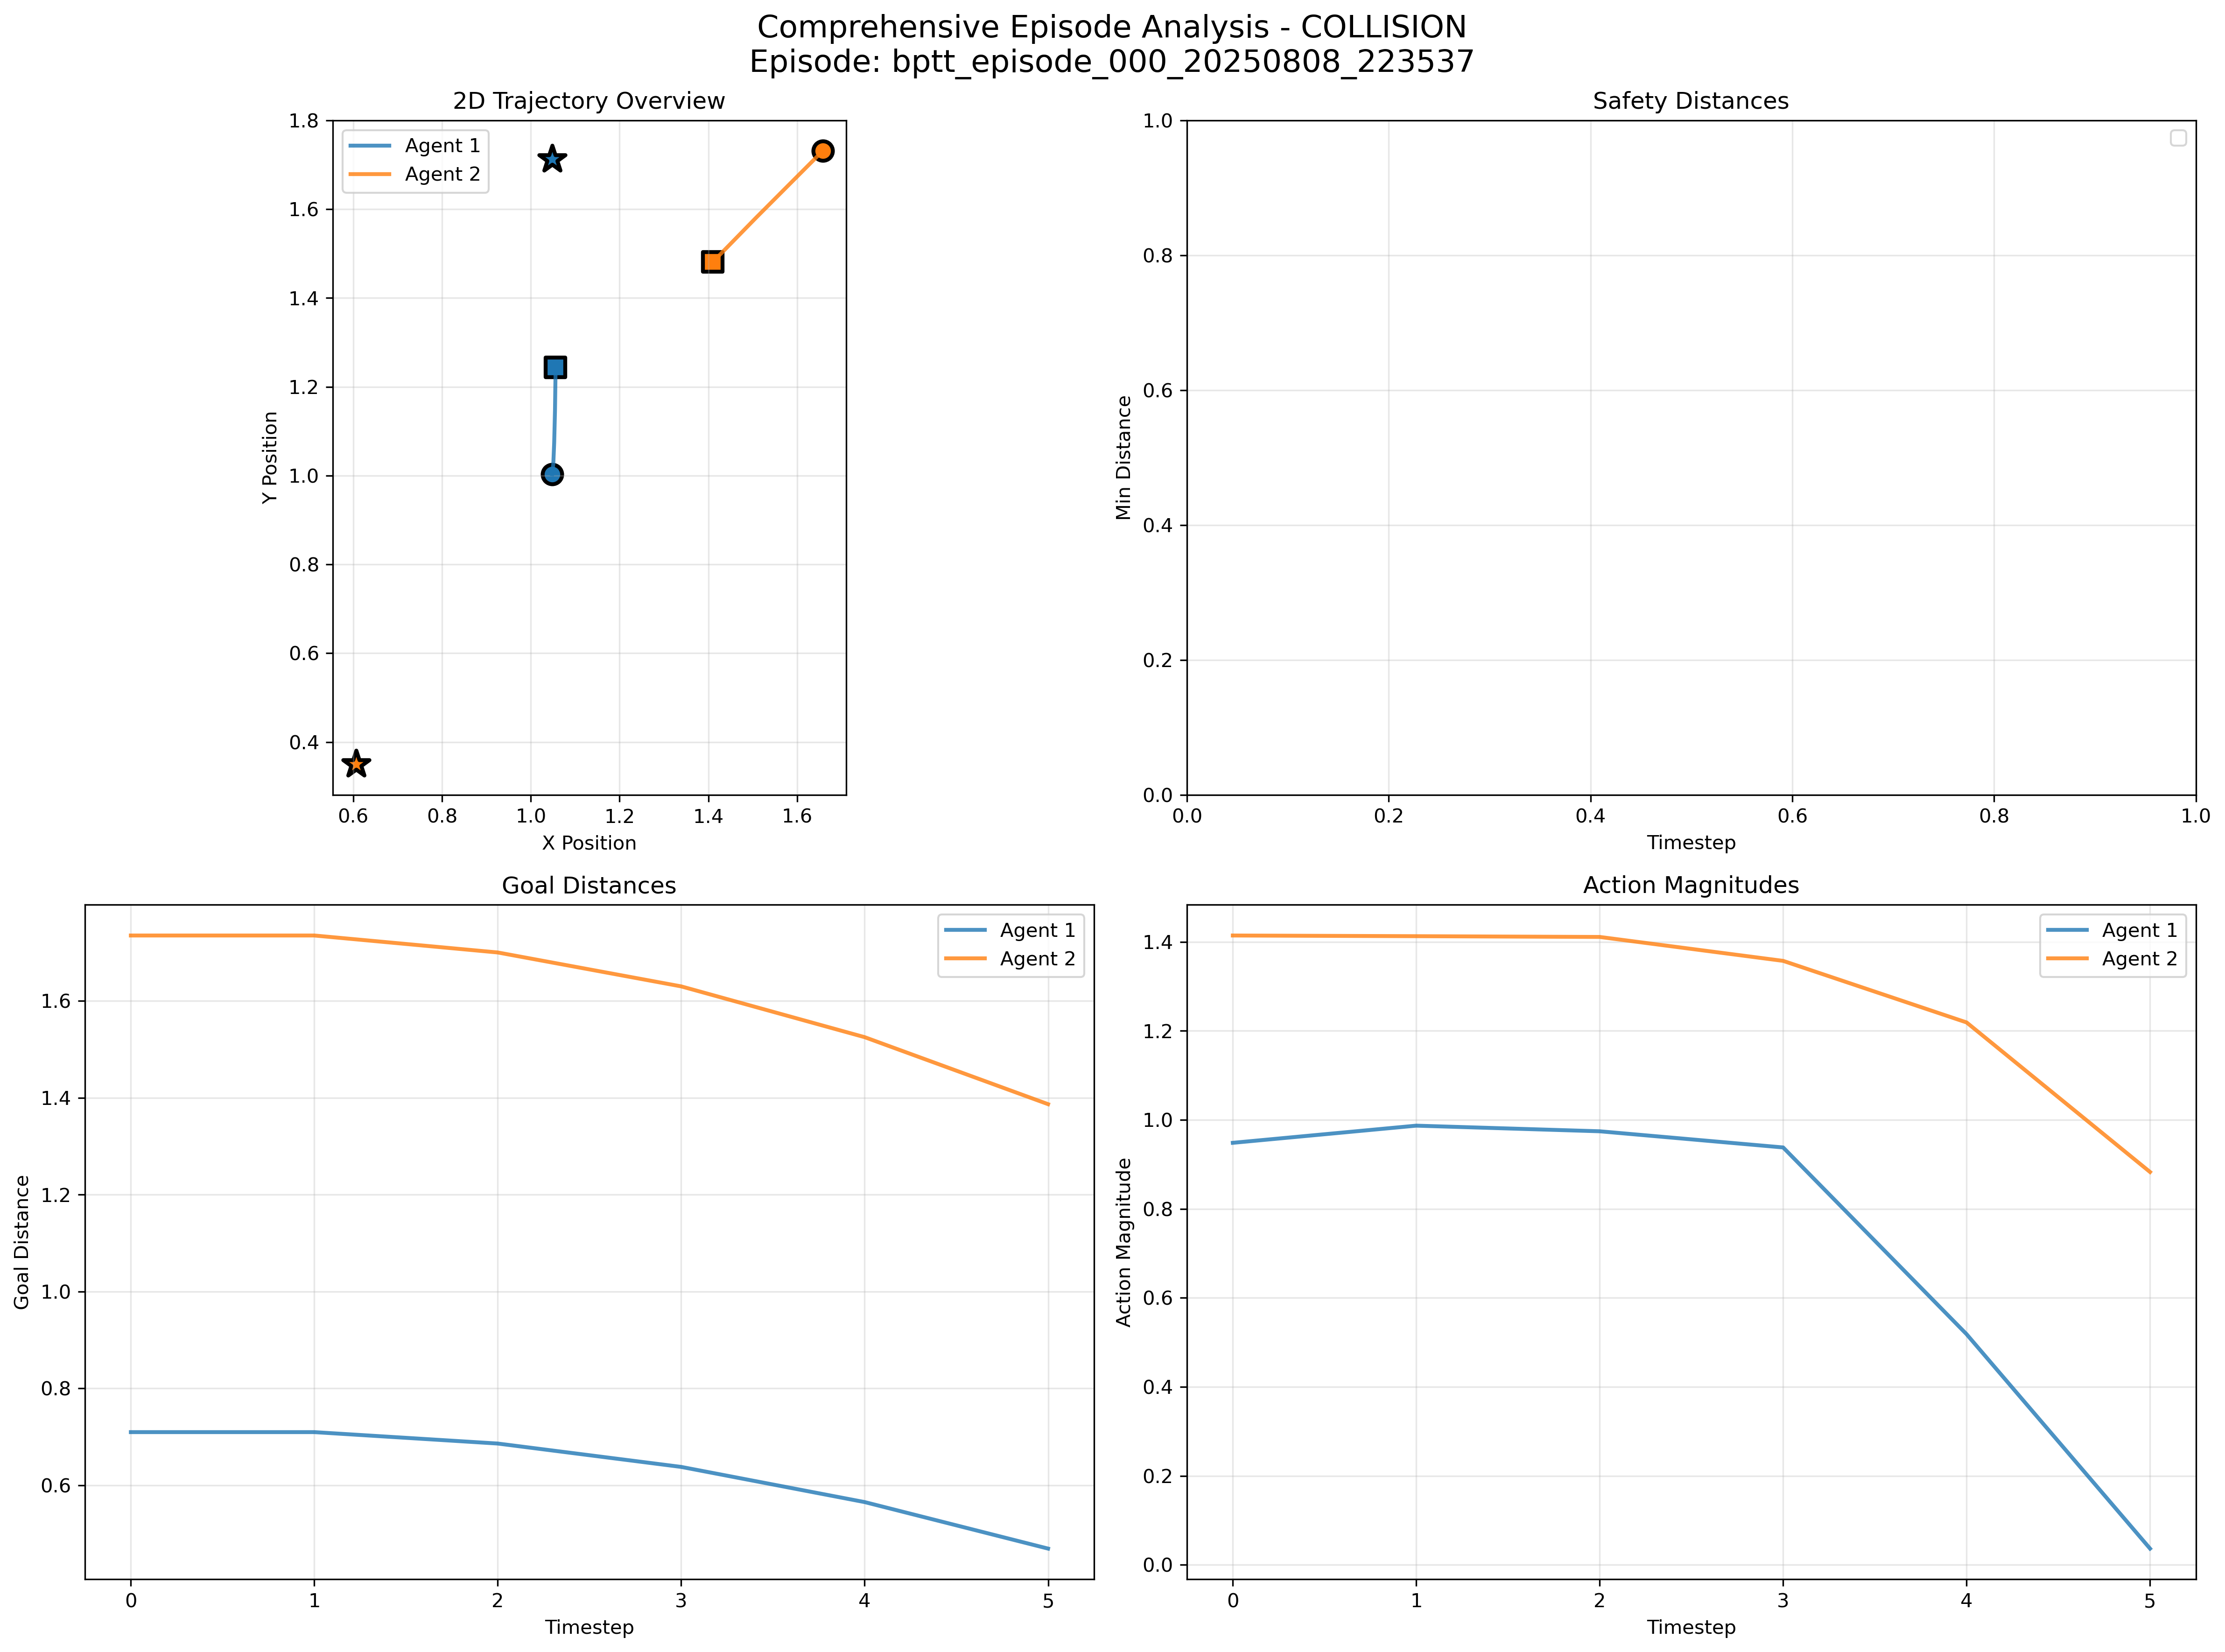 Comprehensive Episode Analysis - COLLISION
Episode: bptt_episode_000_20250808_223537
2D Trajectory Overview
Agent 1
Agent 2
1.8
1.6
1.4
1.2
1.0
0.8
0.6
0.4
Y Position
0.6 0.8 1.0 1.2 1.4 1.6
X Position
Safety Distances
1.0
0.8
0.6
0.4
0.2
0.0
Min Distance
0.0 0.2 0.4 0.6 0.8 1.0
Timestep
Goal Distances
Agent 1
Agent 2
1.6
1.4
1.2
1.0
0.8
0.6
Goal Distance
0 1 2 3 4 5
Timestep
Action Magnitudes
Agent 1
Agent 2
1.4
1.2
1.0
0.8
0.6
0.4
0.2
0.0
Action Magnitude
0 1 2 3 4 5
Timestep